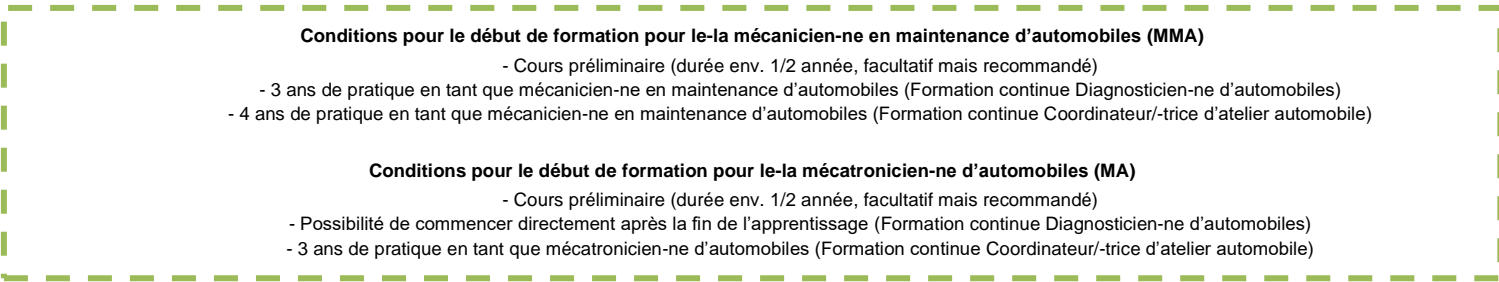 Conditions pour le début de formation pour le-la mécanicien-ne en maintenance d’automobiles (MMA)
- Cours préliminaire (durée env. 1/2 année, facultatif mais recommandé)
- 3 ans de pratique en tant que mécanicien-ne en maintenance d’automobiles (Formation continue Diagnosticien-ne d’automobiles)
- 4 ans de pratique en tant que mécanicien-ne en maintenance d’automobiles (Formation continue Coordinateur/-trice d’atelier automobile)
Conditions pour le début de formation pour le-la mécatronicien-ne d’automobiles (MA)
- Cours préliminaire (durée env. 1/2 année, facultatif mais recommandé)
- Possibilité de commencer directement après la fin de l’apprentissage (Formation continue Diagnosticien-ne d’automobiles)
- 3 ans de pratique en tant que mécatronicien-ne d’automobiles (Formation continue Coordinateur/-trice d’atelier automobile)